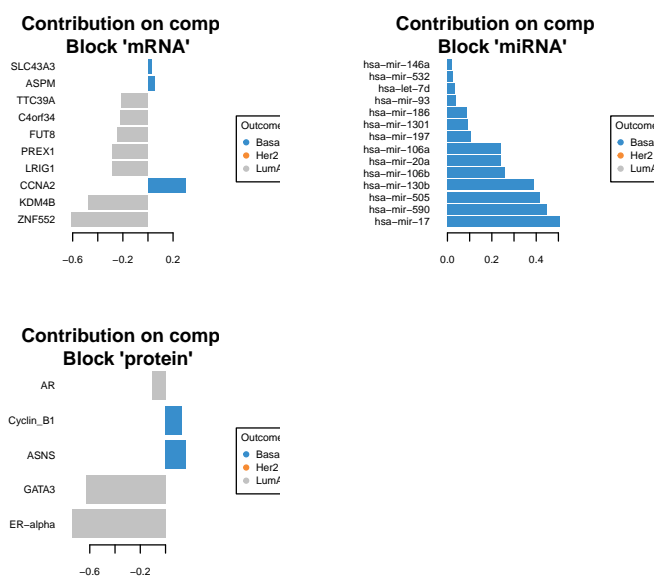 Contribution on comp
Block 'mRNA'
SLC43A3
ASPM
TTC39A
C4orf34
FUT8
PREX1
LRIG1
CCNA2
KDM4B
ZNF552
−0.6 −0.2 0.2
Outcome
Basa
Her2
LumA
Contribution on comp
Block 'miRNA'
hsa−mir−146a
hsa−mir−532
hsa−let−7d
hsa−mir−93
hsa−mir−186
hsa−mir−1301
hsa−mir−197
hsa−mir−106a
hsa−mir−20a
hsa−mir−106b
hsa−mir−130b
hsa−mir−505
hsa−mir−590
hsa−mir−17
0.0 0.2 0.4
Outcome
Basa
Her2
LumA
Contribution on comp
Block 'protein'
AR
Cyclin_B1
ASNS
GATA3
ER−alpha
−0.6 −0.2
Outcome
Basa
Her2
LumA